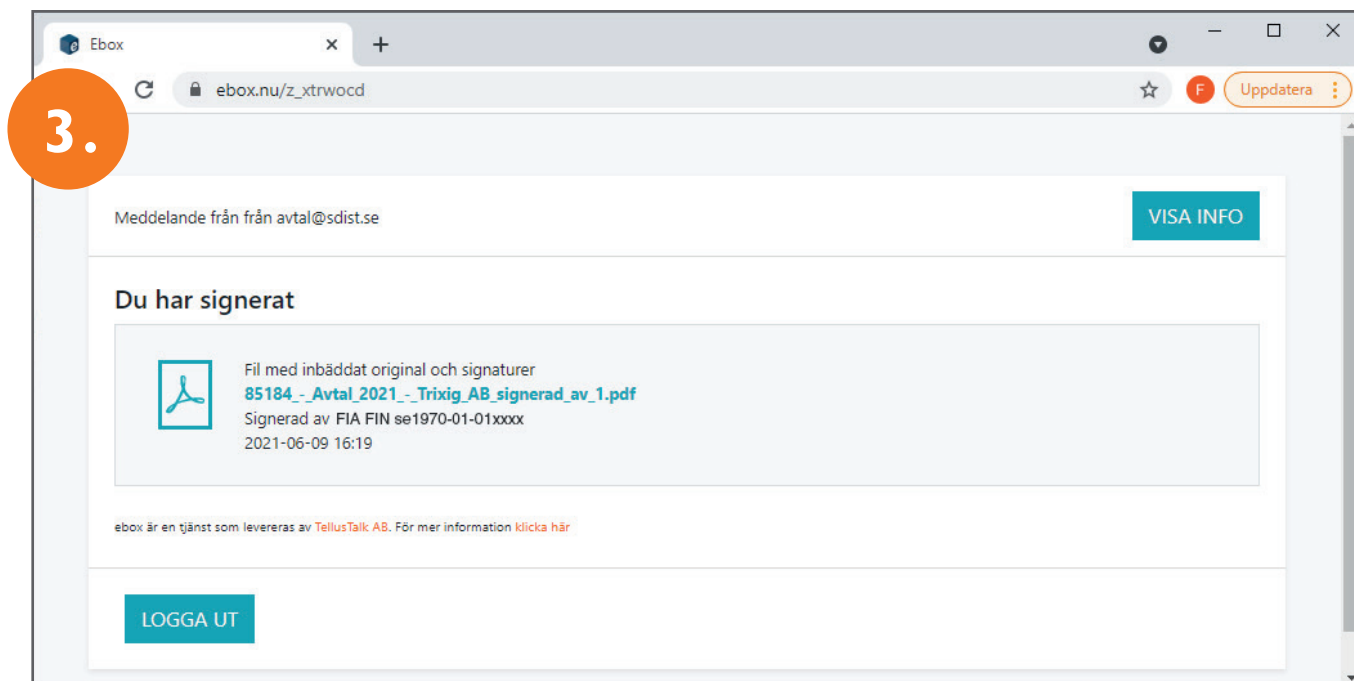 Ebox
ebox.nu/z_xtrwocd
F
Uppdatera
3.
Meddelande från från avtal@sdist.se
VISA INFO
Du har signerat
Fil med inbäddat original och signaturer
85184_-_Avtal_2021_-_Trixig_AB_signerad_av_1.pdf
Signerad av FIA FIN se1970-01-01xxxx
2021-06-09 16:19
ebox är en tjänst som levereras av TellusTalk AB. För mer information klicka här
LOGGA UT